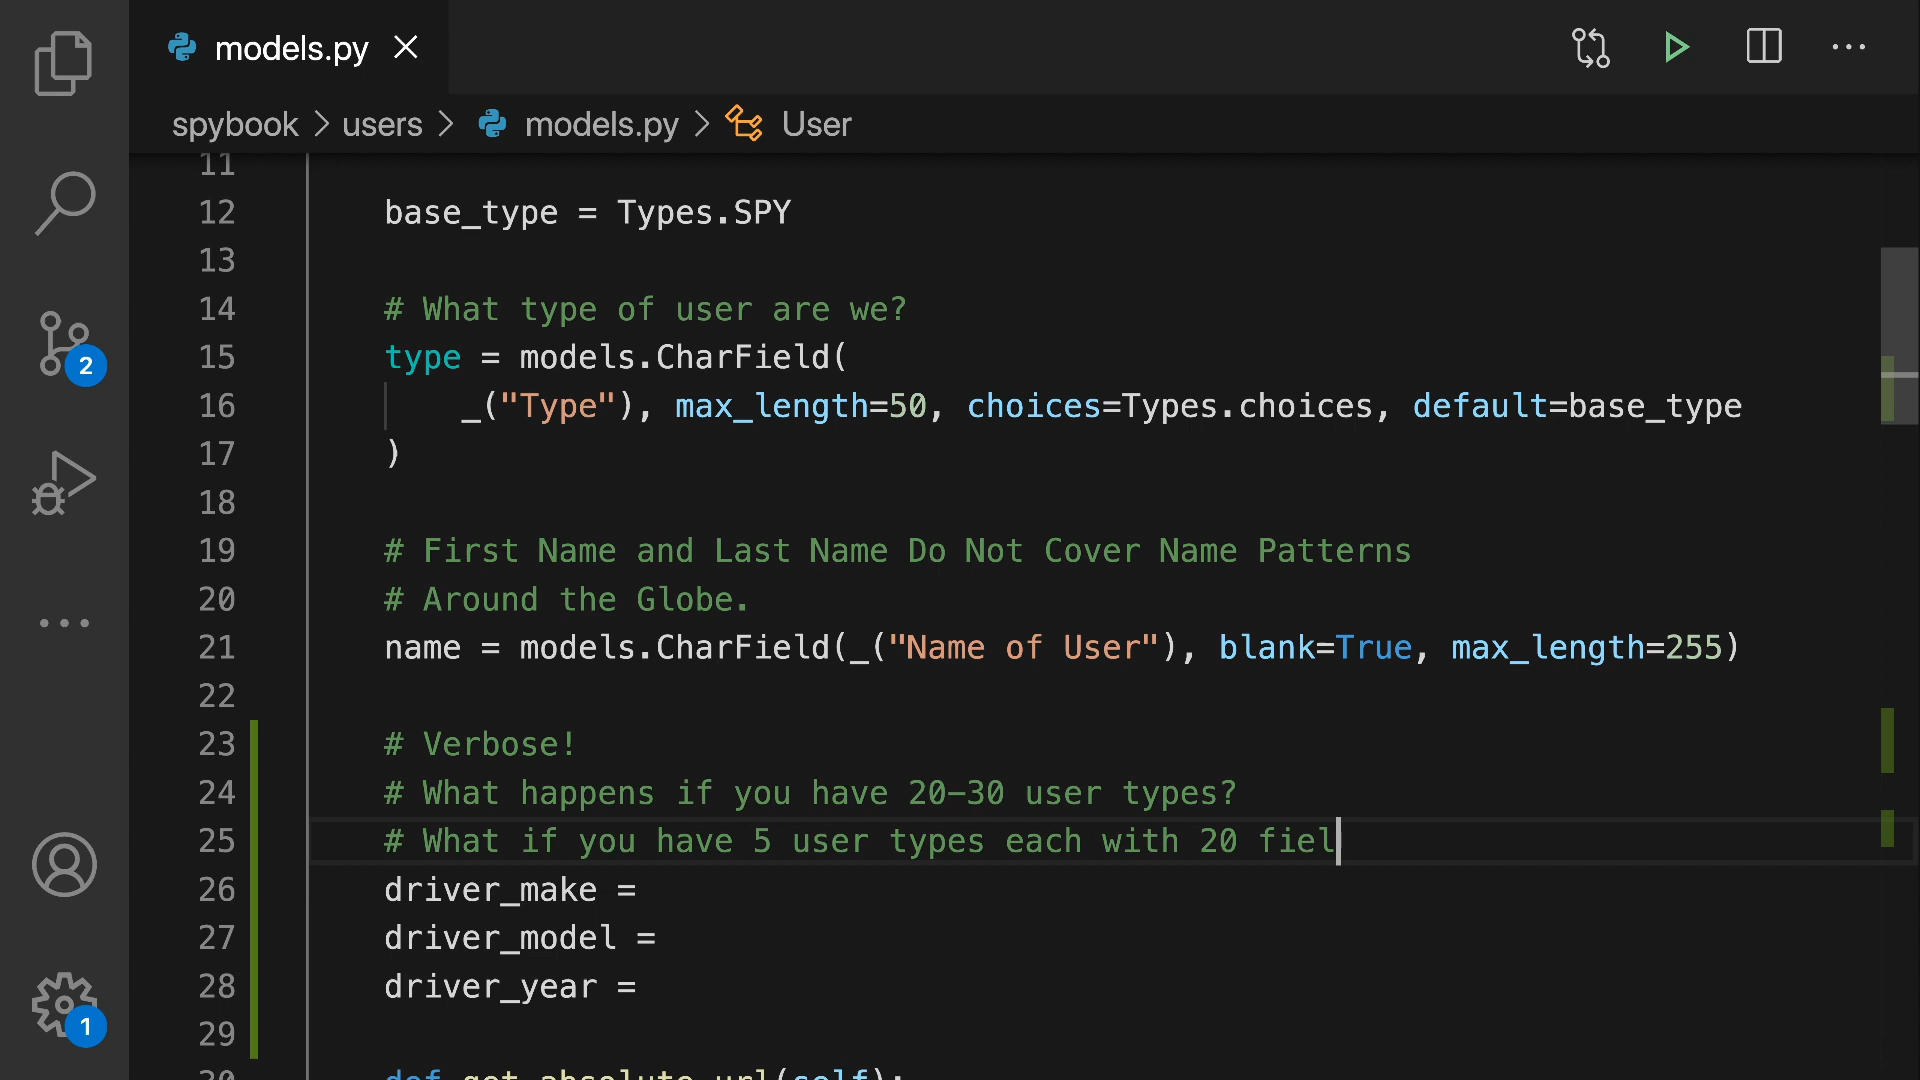 models.py
spybook > users > models.py > User
11
12 base_type = Types.SPY
13
14 # What type of user are we?
15 type = models.CharField(
16 _("Type"), max_length=50, choices=Types.choices, default=base_type
17 )
18
19 # First Name and Last Name Do Not Cover Name Patterns
20 # Around the Globe.
21 name = models.CharField(_("Name of User"), blank=True, max_length=255)
22
23 # Verbose!
24 # What happens if you have 20-30 user types?
25 # What if you have 5 user types each with 20 fiel
26 driver_make =
27 driver_model =
28 driver_year =
29
30 def get_absolute_url(self):
2
1